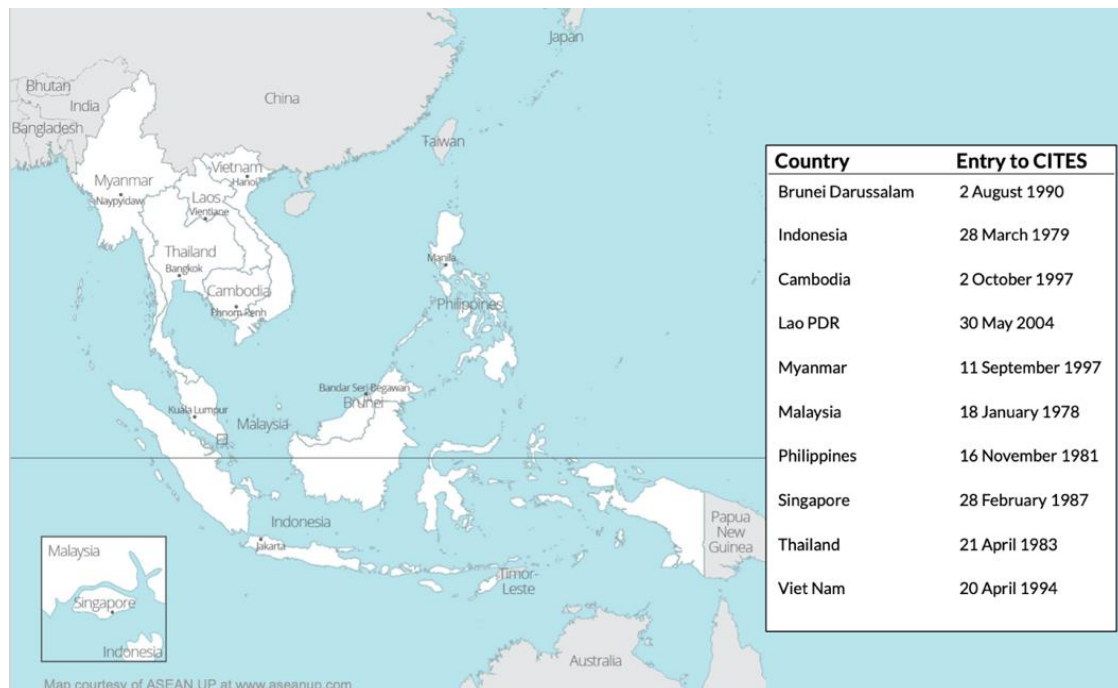 Japan
Bhutan
India
China
Bangladesh
Taiwan
Vietnam
Hanoi
Myanmar
Naypyidaw
Laos
Vientiane
Thailand
Bangkok
Manila
Cambodia
Phnom Penh
Philippines
Bandar Seri Begawan
Brunei
Kuala Lumpur
Malaysia
Indonesia
Jakarta
Papua
New
Guinea
Timor-
Leste
Malaysia
Singapore
Indonesia
Australia
Map courtesy of ASEAN UP at www.aseanup.com
Country Entry to CITES
Brunei Darussalam 2 August 1990
Indonesia 28 March 1979
Cambodia 2 October 1997
Lao PDR 30 May 2004
Myanmar 11 September 1997
Malaysia 18 January 1978
Philippines 16 November 1981
Singapore 28 February 1987
Thailand 21 April 1983
Viet Nam 20 April 1994